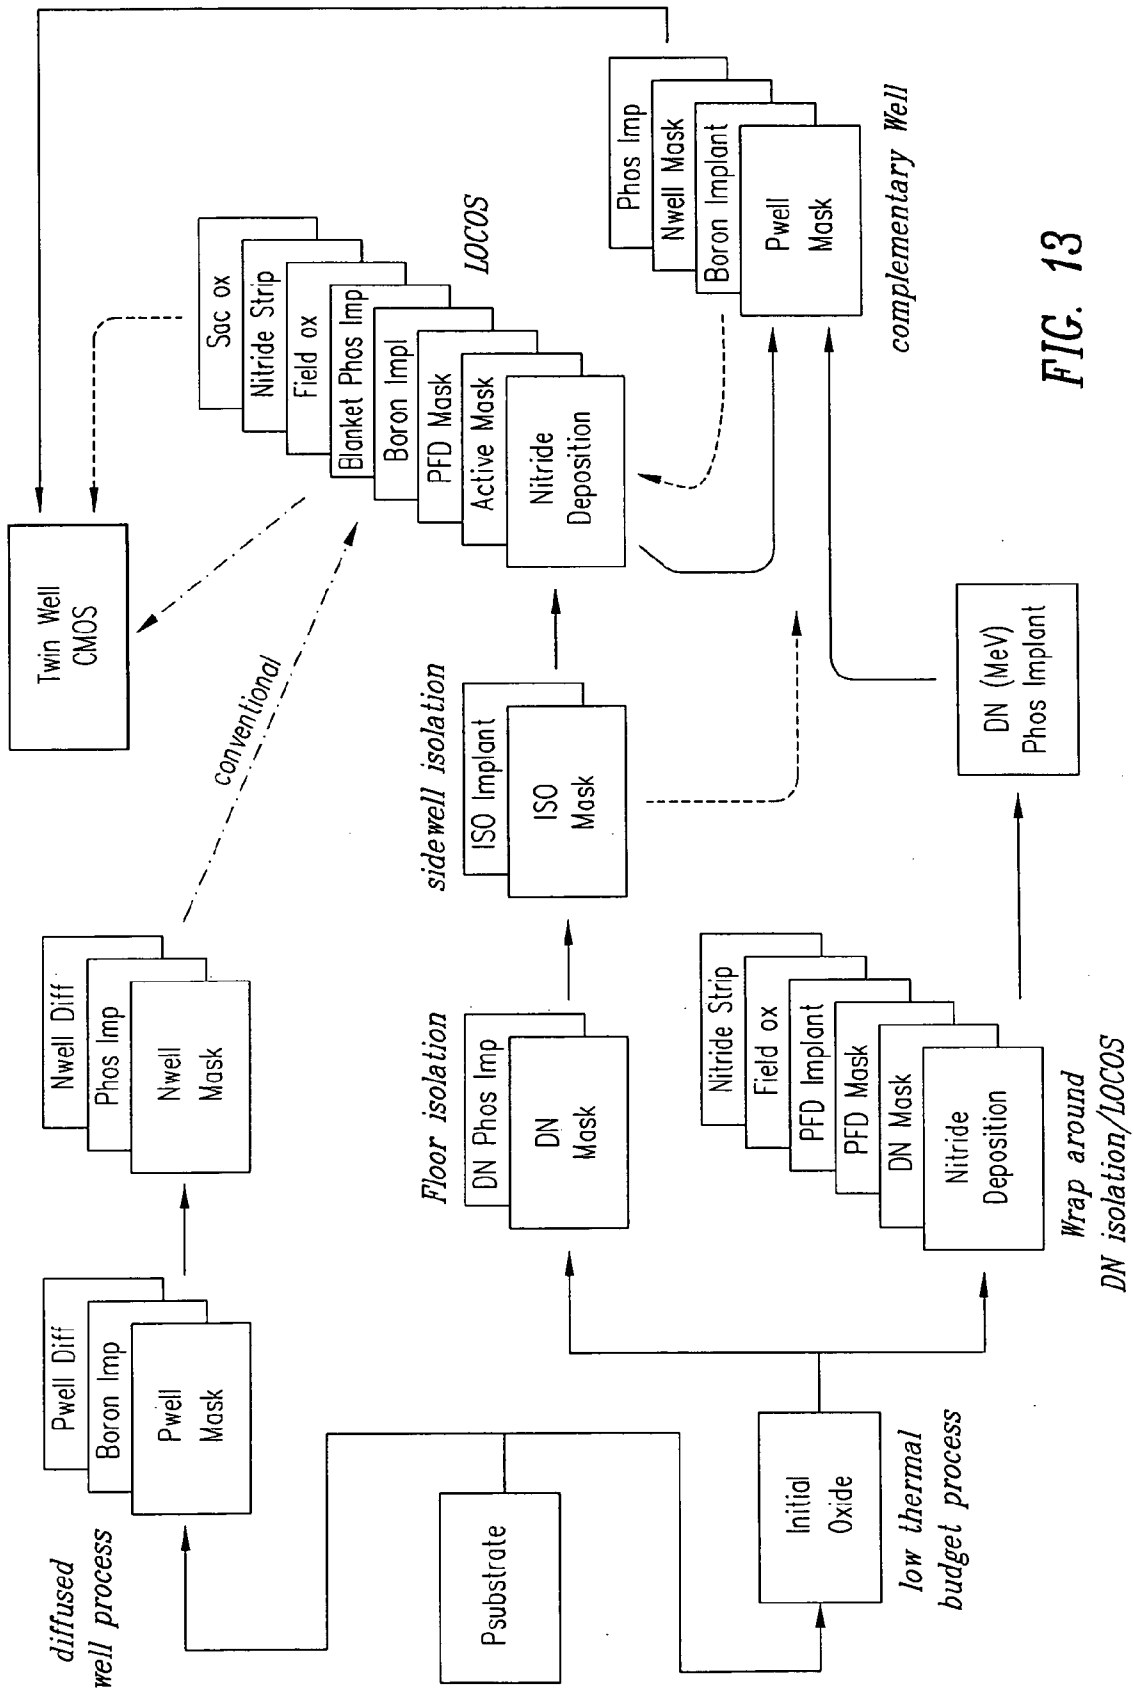 diffused
well process
Pwell Diff
Boron Imp
Pwell
Mask
Nwell Diff
Phos Imp
Nwell
Mask
conventional
Twin Well
CMOS
Psubstrate
Floor isolation
DN Phos Imp
DN
Mask
sidewell isolation
ISO Implant
ISO
Mask
Sac ox
Nitride Strip
Field ox
Blanket Phos Imp
Boron Impl
PFD Mask
Active Mask
Nitride
Deposition
LOCOS
low thermal
budget process
Initial
Oxide
Nitride Strip
Field ox
PFD Implant
PFD Mask
DN Mask
Nitride
Deposition
Wrap around
DN isolation/LOCOS
DN (MeV)
Phos Implant
Phos Imp
Nwell Mask
Boron Implant
Pwell
Mask
complementary Well
FIG. 13